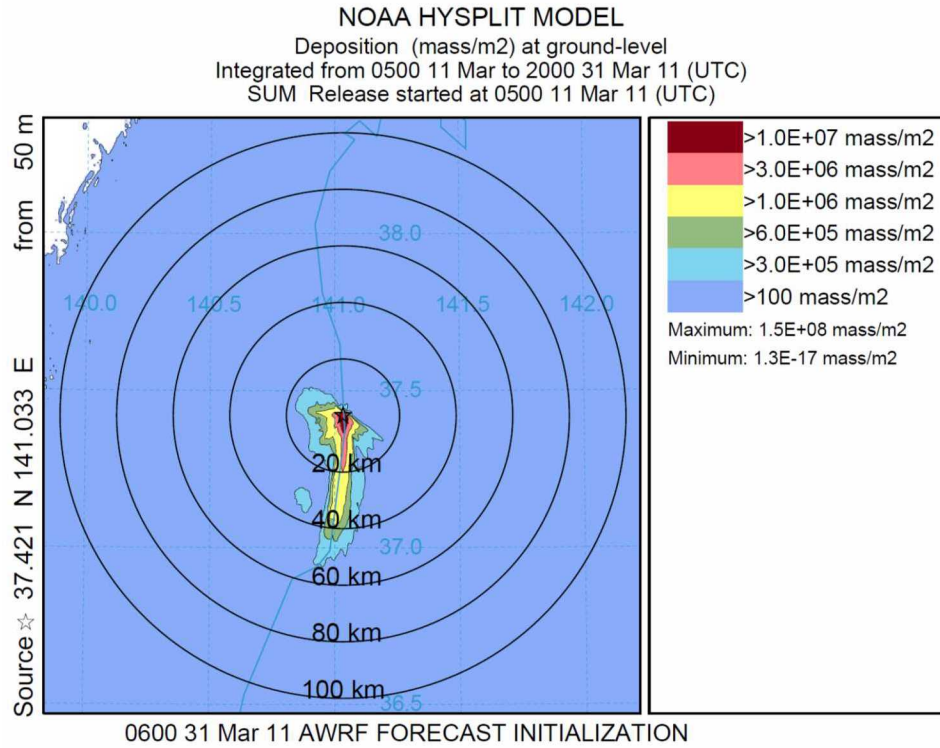 NOAA HYSPLIT MODEL
Deposition (mass/m2) at ground-level
Integrated from 0500 11 Mar to 2000 31 Mar 11 (UTC)
SUM Release started at 0500 11 Mar 11 (UTC)
Source ☆ 37.421 N 141.033 E from 50 m
38.0
140.0
140.5
141.0
141.5
142.0
37.5
20 km
40 km
37.0
60 km
80 km
100 km
36.5
>1.0E+07 mass/m2
>3.0E+06 mass/m2
>1.0E+06 mass/m2
>6.0E+05 mass/m2
>3.0E+05 mass/m2
>100 mass/m2
Maximum: 1.5E+08 mass/m2
Minimum: 1.3E-17 mass/m2
0600 31 Mar 11 AWRF FORECAST INITIALIZATION